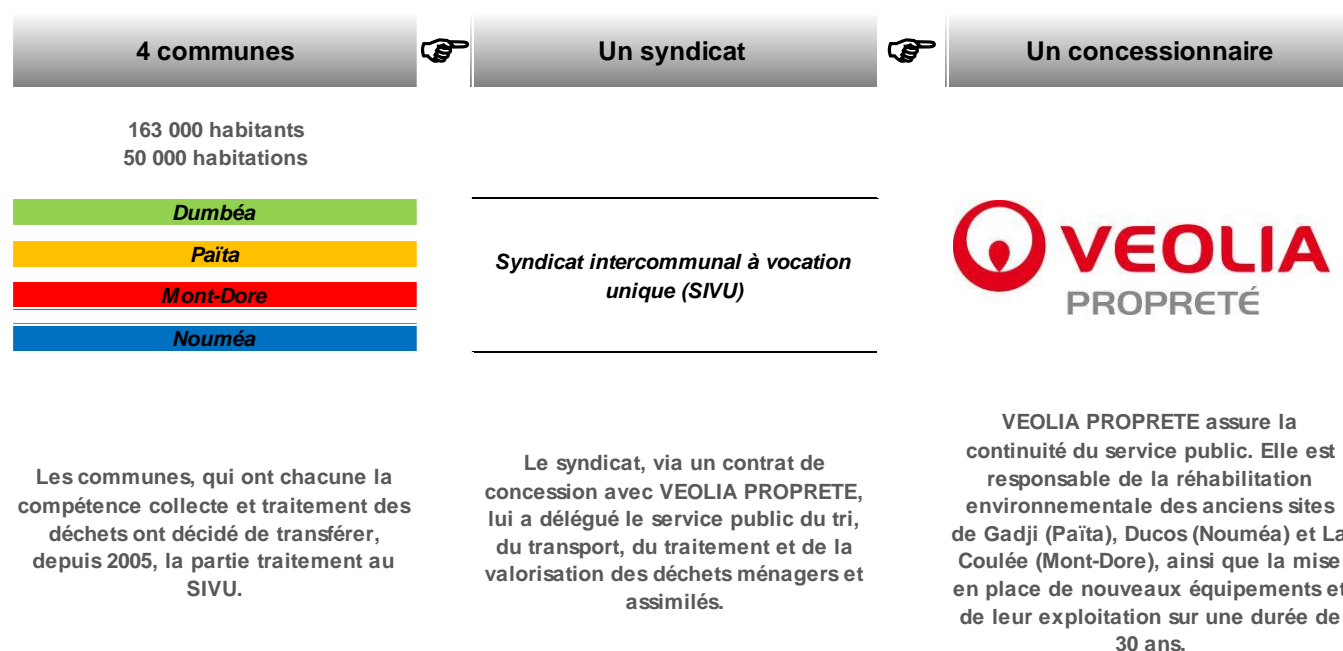 4 communes
Un syndicat
Un concessionnaire
163 000 habitants
50 000 habitations
Dumbéa
Païta
Mont-Dore
Nouméa
Les communes, qui ont chacune la
compétence collecte et traitement des
déchets ont décidé de transférer,
depuis 2005, la partie traitement au
SIVU.
Syndicat intercommunal à vocation
unique (SIVU)
Le syndicat, via un contrat de
concession avec VEOLIA PROPRETE,
lui a délégué le service public du tri,
du transport, du traitement et de la
valorisation des déchets ménagers et
assimilés.
VEOLIA
PROPRETÉ
VEOLIA PROPRETE assure la
continuité du service public. Elle est
responsable de la réhabilitation
environnementale des anciens sites
de Gadji (Païta), Ducos (Nouméa) et La
Coulée (Mont-Dore), ainsi que la mise
en place de nouveaux équipements et
de leur exploitation sur une durée de
30 ans.